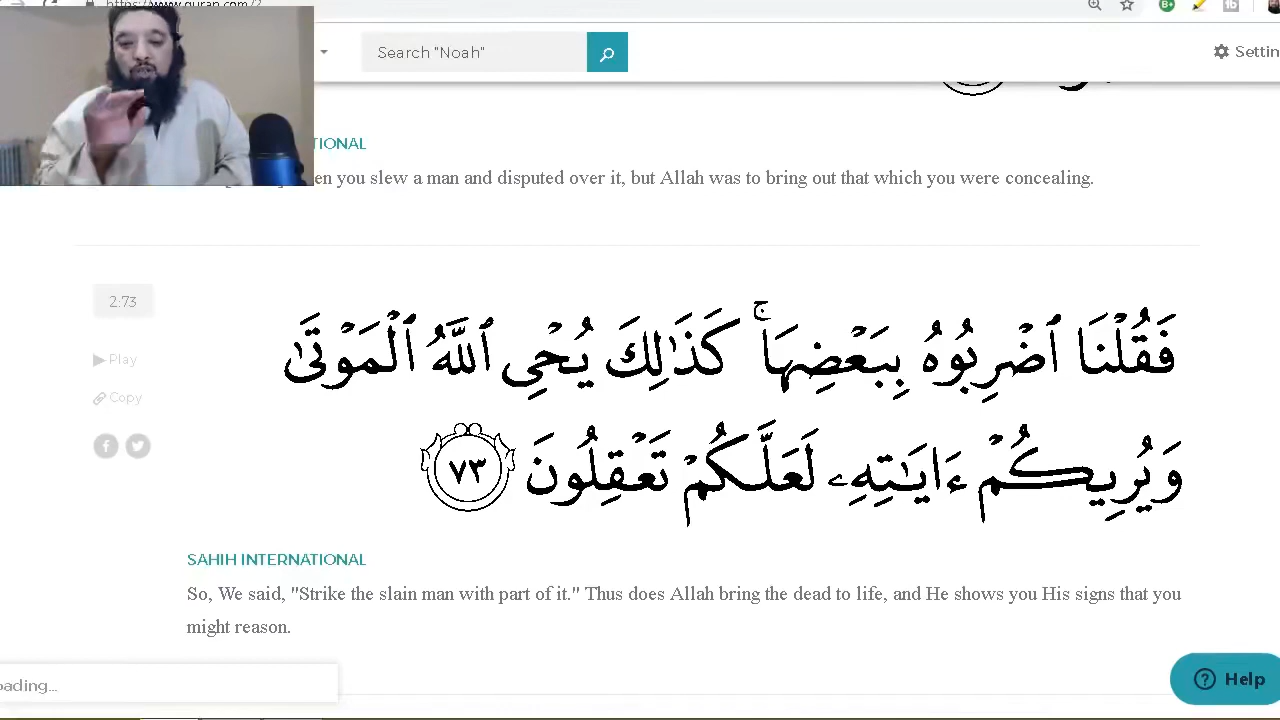 https://www.quran.com/2
Search "Noah"
TIONAL
en you slew a man and disputed over it, but Allah was to bring out that which you were concealing.
2:73
Play
Copy
فَقُلْنَا ٱضْرِبُوهُ بِبَعْضِهَا ۚ كَذَٰلِكَ يُحْىِ ٱللَّهُ ٱلْمَوْتَىٰ
وَيُرِيكُمْ ءَايَـٰتِهِۦ لَعَلَّكُمْ تَعْقِلُونَ ٧٣
SAHIH INTERNATIONAL
So, We said, "Strike the slain man with part of it." Thus does Allah bring the dead to life, and He shows you His signs that you
might reason.
oading...
Settin
Help